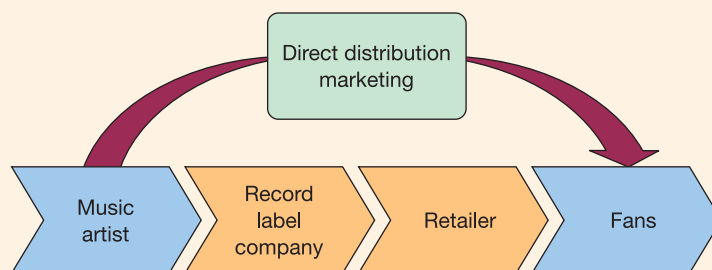 Direct distribution
marketing
Music
artist
Record
label
company
Retailer
Fans